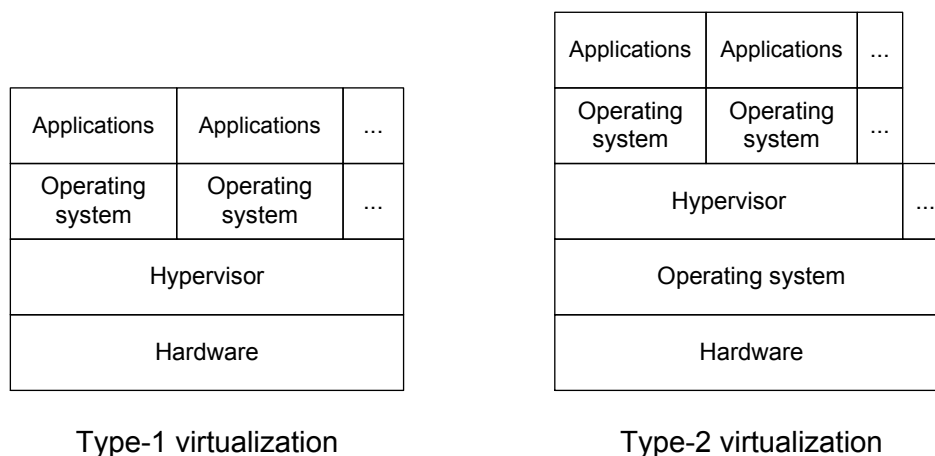 Applications
Applications
...
Operating
system
Operating
system
...
Hypervisor
Hardware
Type-1 virtualization
Applications
Applications
...
Operating
system
Operating
system
...
Hypervisor
...
Operating system
Hardware
Type-2 virtualization